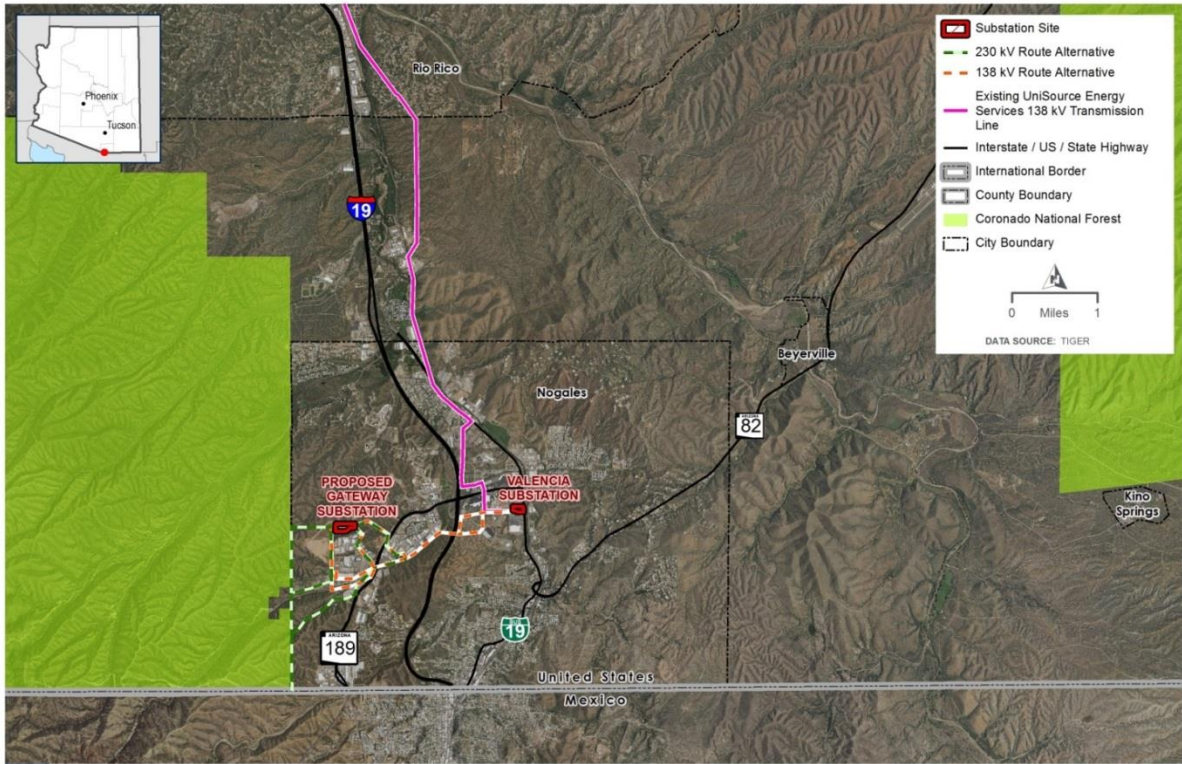 Phoenix
Tucson
Rio Rico
19
Substation Site
230 kV Route Alternative
138 kV Route Alternative
Existing UniSource Energy
Services 138 kV Transmission
Line
Interstate / US / State Highway
International Border
County Boundary
Coronado National Forest
City Boundary
0 Miles 1
DATA SOURCE: TIGER
Beyerville
Nogales
ARIZONA
82
PROPOSED
GATEWAY
SUBSTATION
VALENCIA
SUBSTATION
Kino
Springs
19
ARIZONA
189
United States
Mexico